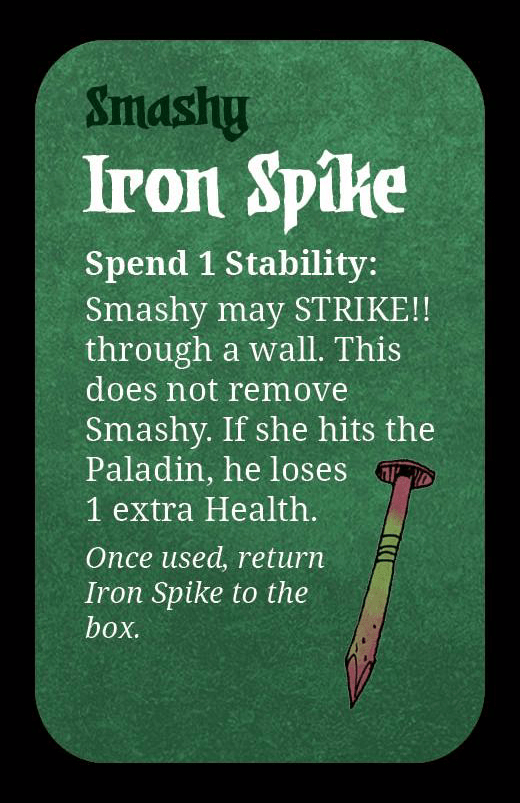 Smashy
Iron Spike
Spend 1 Stability:
Smashy may STRIKE!!
through a wall. This
does not remove
Smashy. If she hits the
Paladin, he loses
1 extra Health.
Once used, return
Iron Spike to the
box.